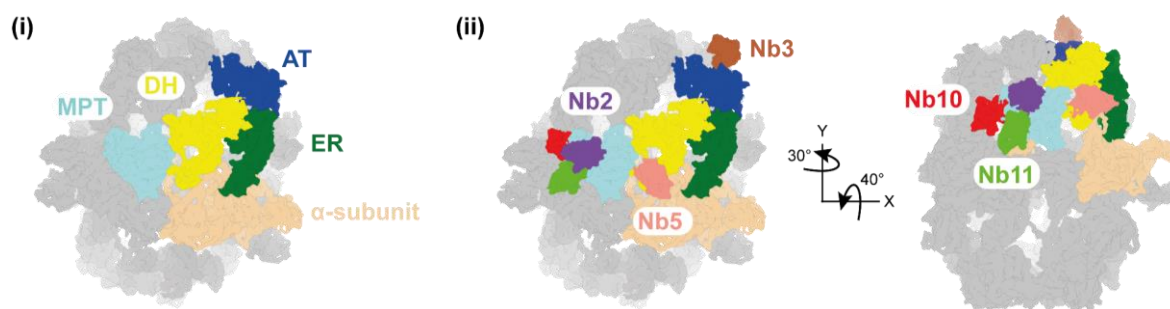 (i)
AT
DH
MPT
ER
α-subunit
(ii)
Nb3
Nb2
Nb5
Y
30°
40°
X
Nb10
Nb11